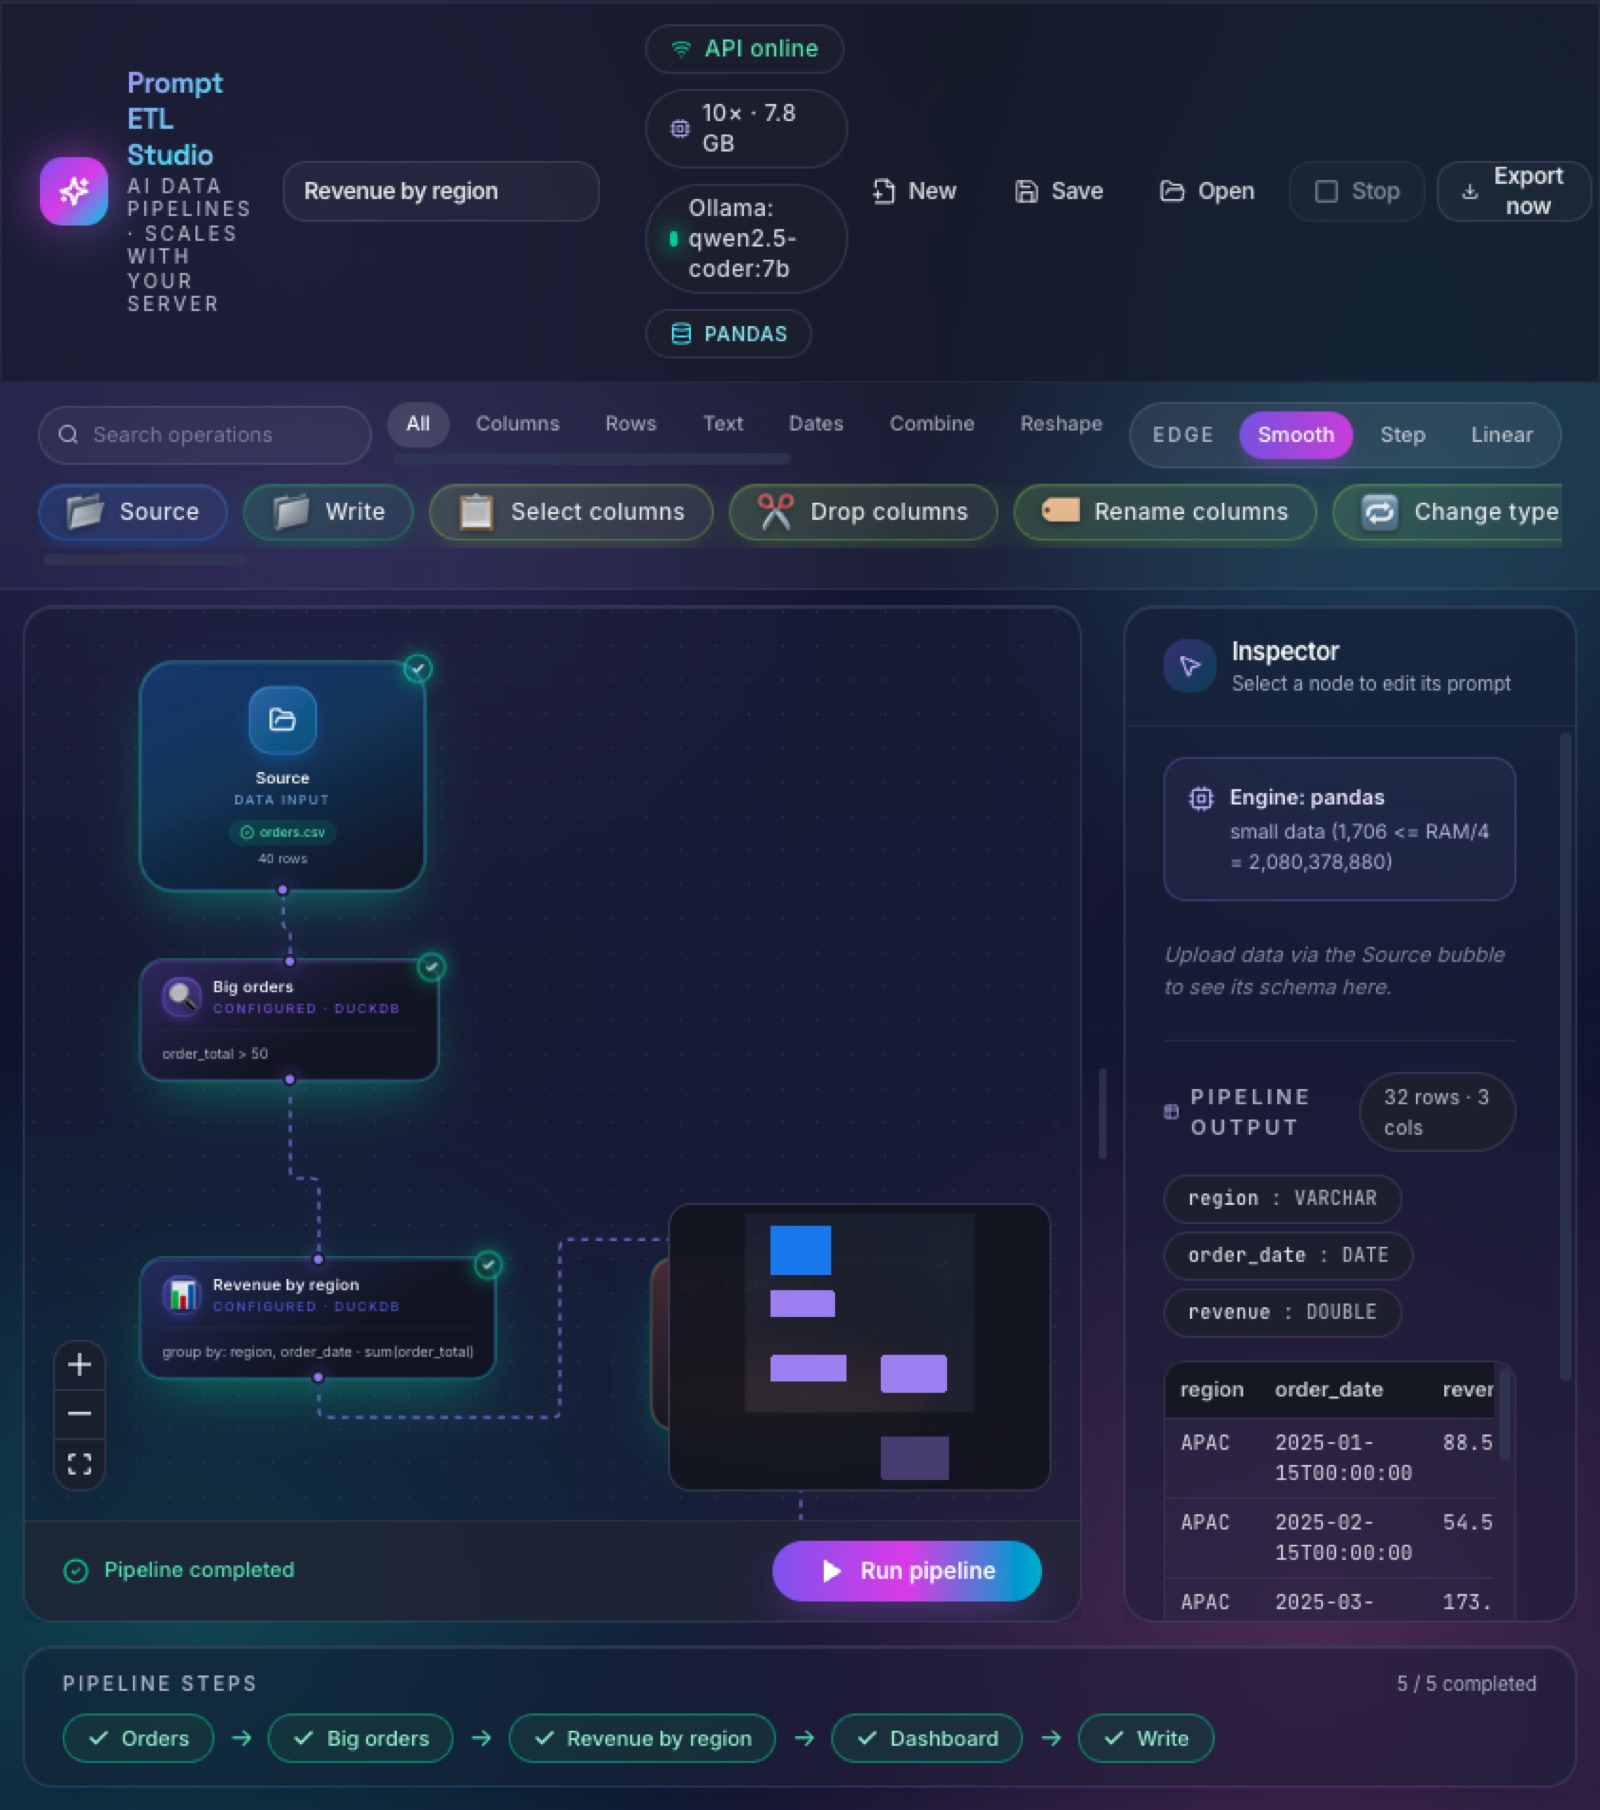 Prompt
ETL
Studio
AI DATA
PIPELINES
· SCALES
WITH
YOUR
SERVER
Revenue by region
API online
10× · 7.8
GB
Ollama:
qwen2.5-
coder:7b
PANDAS
New
Save
Open
Stop
Export
now
Search operations
All
Columns
Rows
Text
Dates
Combine
Reshape
EDGE
Smooth
Step
Linear
Source
Write
Select columns
Drop columns
Rename columns
Change type
Source
DATA INPUT
orders.csv
40 rows
Big orders
CONFIGURED · DUCKDB
order_total > 50
Revenue by region
CONFIGURED · DUCKDB
group by: region, order_date · sum(order_total)
Pipeline completed
Run pipeline
Inspector
Select a node to edit its prompt
Engine: pandas
small data (1,706 <= RAM/4
= 2,080,378,880)
Upload data via the Source bubble
to see its schema here.
PIPELINE
OUTPUT
32 rows · 3
cols
region : VARCHAR
order_date : DATE
revenue : DOUBLE
region order_date rever
APAC 2025-01- 88.5
15T00:00:00
APAC 2025-02- 54.5
15T00:00:00
APAC 2025-03- 173.
PIPELINE STEPS
5 / 5 completed
Orders → Big orders → Revenue by region → Dashboard → Write